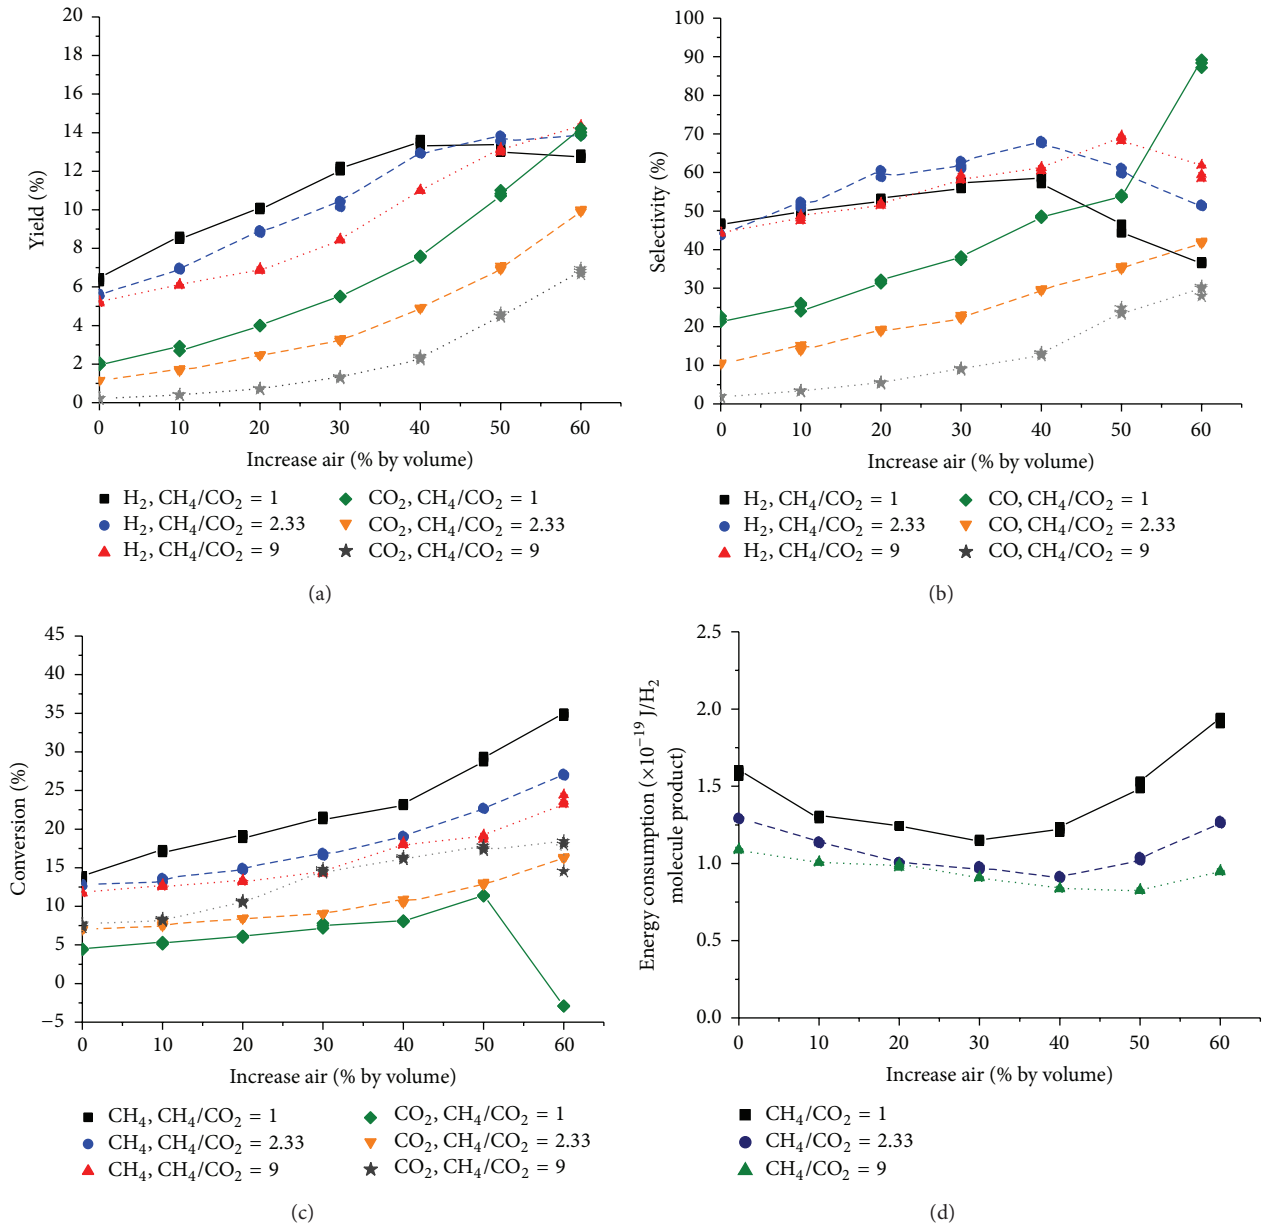 20
18
16
14
12
10
8
6
4
2
0
Yield (%)
0 10 20 30 40 50 60
Increase air (% by volume)
H₂, CH₄/CO₂ = 1
H₂, CH₄/CO₂ = 2.33
H₂, CH₄/CO₂ = 9
CO₂, CH₄/CO₂ = 1
CO₂, CH₄/CO₂ = 2.33
CO₂, CH₄/CO₂ = 9
(a)
100
90
80
70
60
50
40
30
20
10
0
Selectivity (%)
0 10 20 30 40 50 60
Increase air (% by volume)
H₂, CH₄/CO₂ = 1
H₂, CH₄/CO₂ = 2.33
H₂, CH₄/CO₂ = 9
CO, CH₄/CO₂ = 1
CO, CH₄/CO₂ = 2.33
CO, CH₄/CO₂ = 9
(b)
45
40
35
30
25
20
15
10
5
0
−5
Conversion (%)
0 10 20 30 40 50 60
Increase air (% by volume)
CH₄, CH₄/CO₂ = 1
CH₄, CH₄/CO₂ = 2.33
CH₄, CH₄/CO₂ = 9
CO₂, CH₄/CO₂ = 1
CO₂, CH₄/CO₂ = 2.33
CO₂, CH₄/CO₂ = 9
(c)
2.5
2.0
1.5
1.0
0.5
0.0
Energy consumption (×10⁻¹⁹ J/H₂
molecule product)
0 10 20 30 40 50 60
Increase air (% by volume)
CH₄/CO₂ = 1
CH₄/CO₂ = 2.33
CH₄/CO₂ = 9
(d)